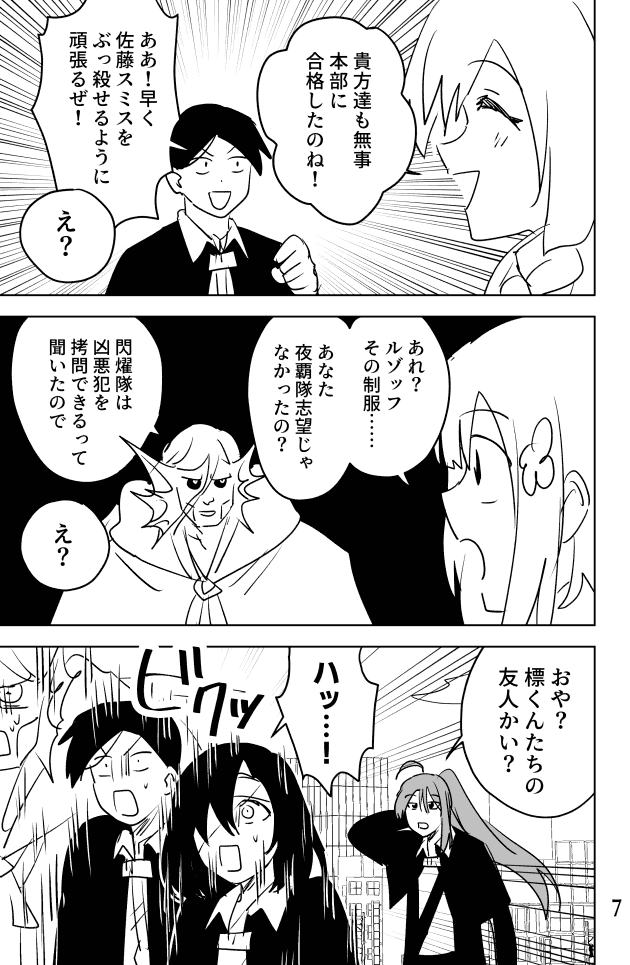 貴方達も無事
本部に
合格したのね！
ああ！早く
佐藤スミスを
ぶっ殺せるように
頑張るぜ！
え？
あれ？
ルゾッフ
その制服……
あなた
夜覇隊志望じゃ
なかったの？
閃燿隊は
凶悪犯を
拷問できるって
聞いたので
え？
おや？
標くんたちの
友人かい？
ハッ…！
ビクッ
7